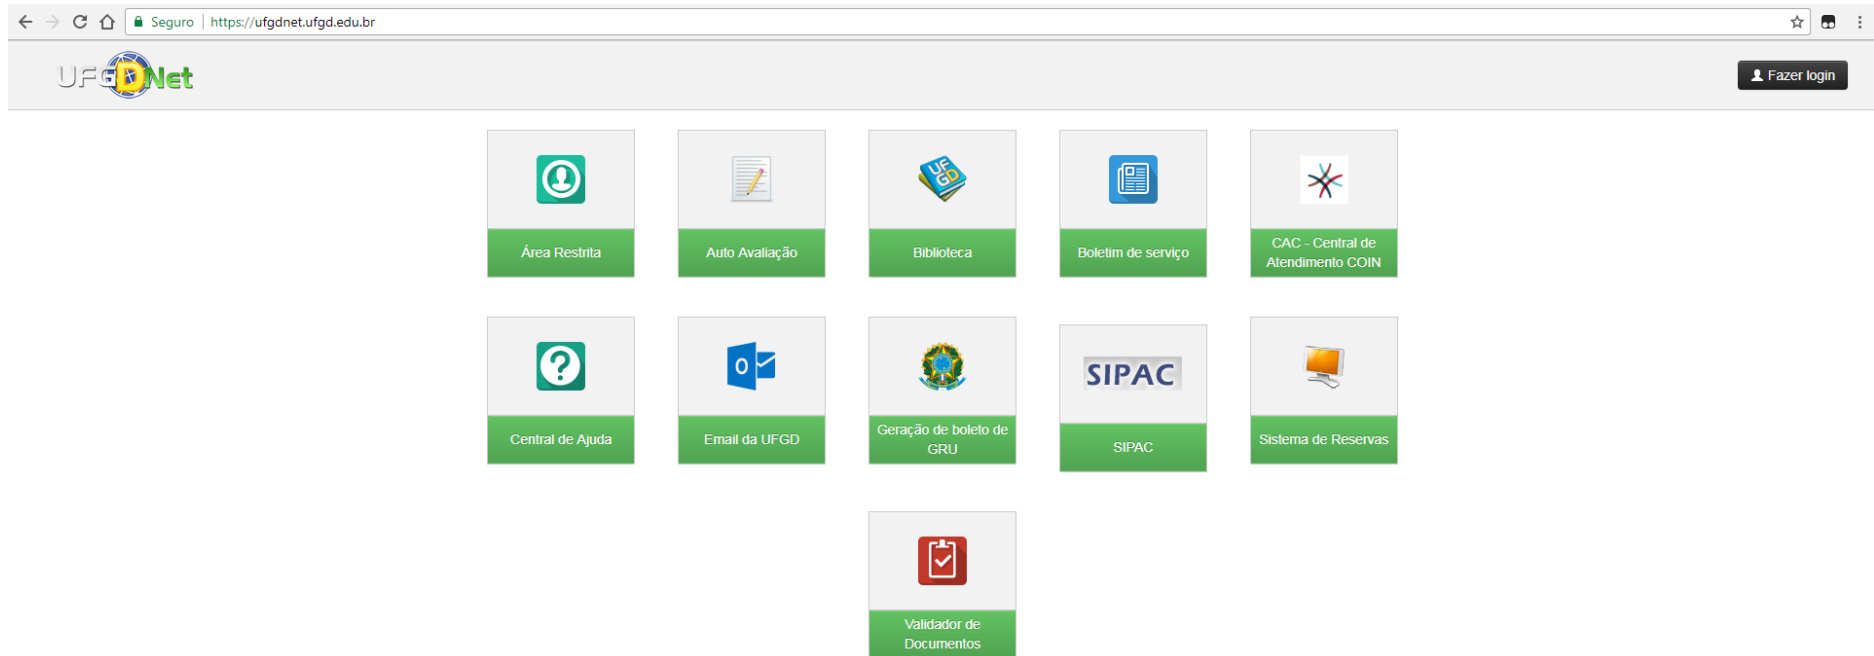 Seguro | https://ufgdnet.ufgd.edu.br
UFGDNet
Fazer login
Área Restrita
Auto Avaliação
UFGD
Biblioteca
Boletim de serviço
CAC - Central de
Atendimento COIN
?
Central de Ajuda
O
Email da UFGD
Geração de boleto de
GRU
SIPAC
SIPAC
Sistema de Reservas
Validador de
Documentos